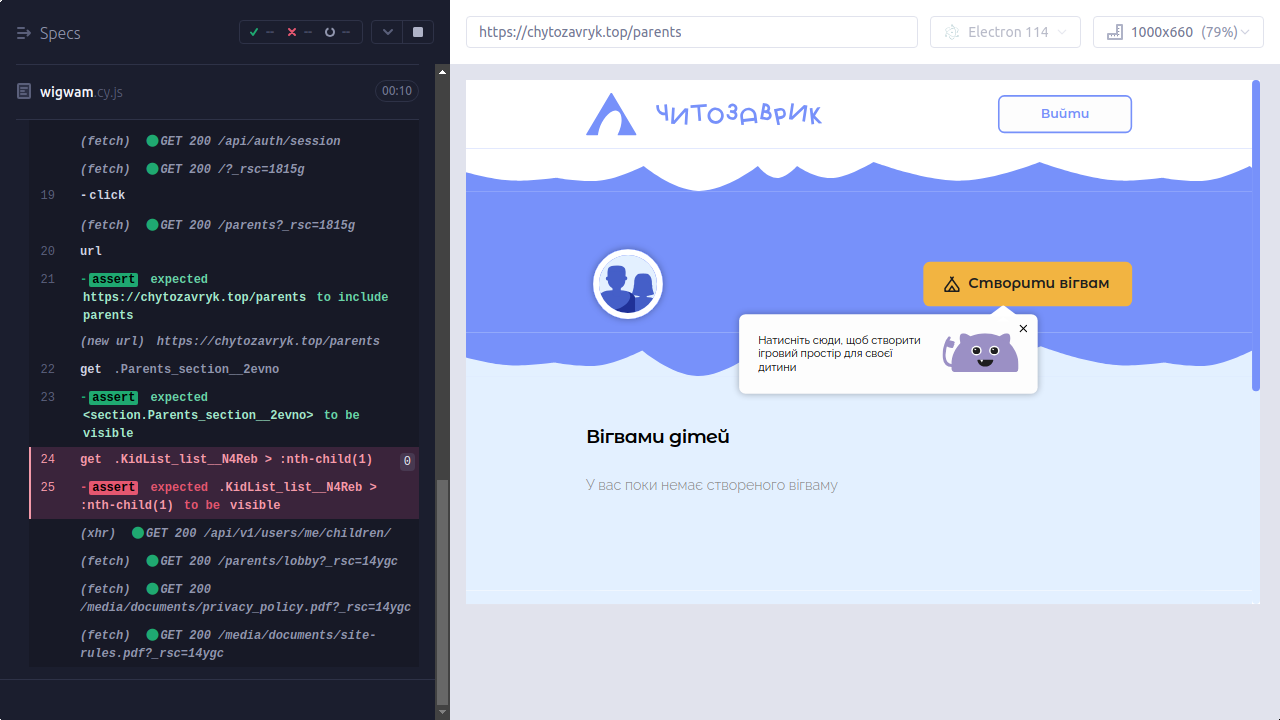 Specs
-- -- --
wigwam.cy.js
00:10
(fetch) GET 200 /api/auth/session
(fetch) GET 200 /?_rsc=1815g
19 -click
(fetch) GET 200 /parents?_rsc=1815g
20 url
21 -assert expected
https://chytozavryk.top/parents to include
parents
(new url) https://chytozavryk.top/parents
22 get .Parents_section__2evno
23 -assert expected
<section.Parents_section__2evno> to be
visible
24 get .KidList_list__N4Reb > :nth-child(1) 0
25 -assert expected .KidList_list__N4Reb >
:nth-child(1) to be visible
(xhr) GET 200 /api/v1/users/me/children/
(fetch) GET 200 /parents/lobby?_rsc=14ygc
(fetch) GET 200
/media/documents/privacy_policy.pdf?_rsc=14ygc
(fetch) GET 200 /media/documents/site-
rules.pdf?_rsc=14ygc
https://chytozavryk.top/parents
Electron 114
1000x660 (79%)
ЧИТОЗАВРИК
Вийти
Створити вігвам
Натисніть сюди, щоб створити
ігровий простір для своєї
дитини
Вігвами дітей
У вас поки немає створеного вігваму